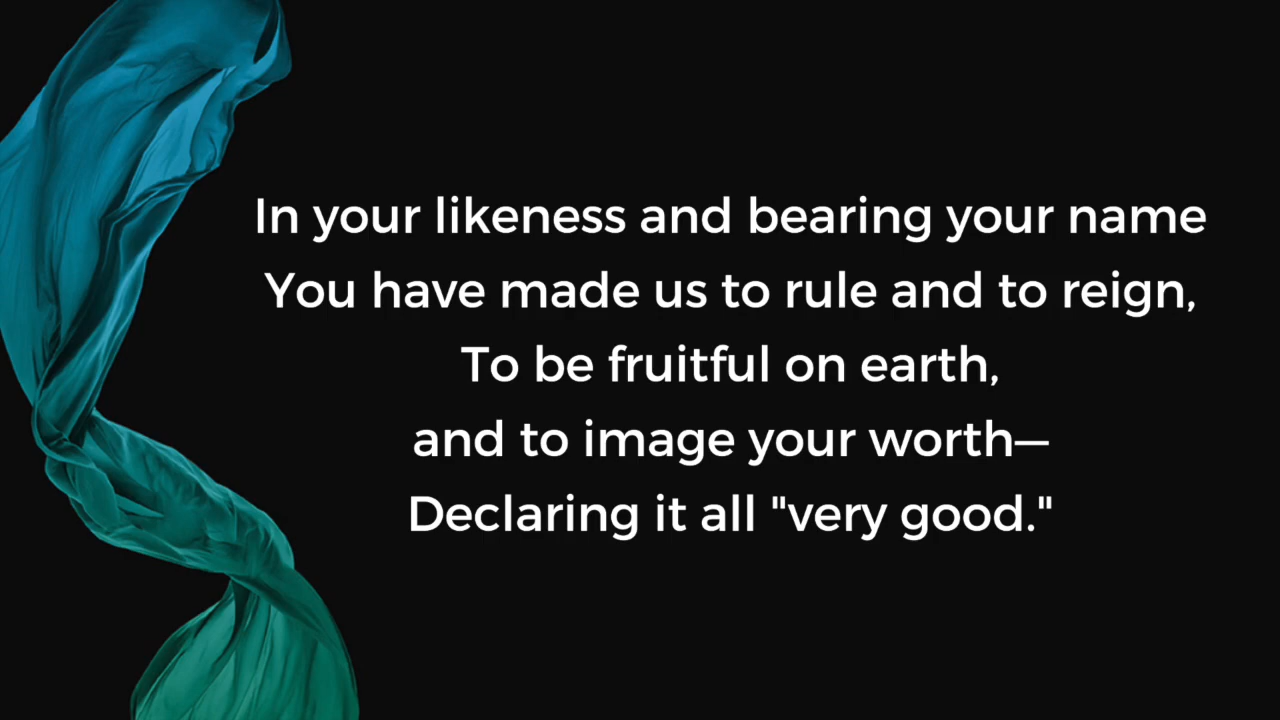 In your likeness and bearing your name
You have made us to rule and to reign,
To be fruitful on earth,
and to image your worth—
Declaring it all "very good."